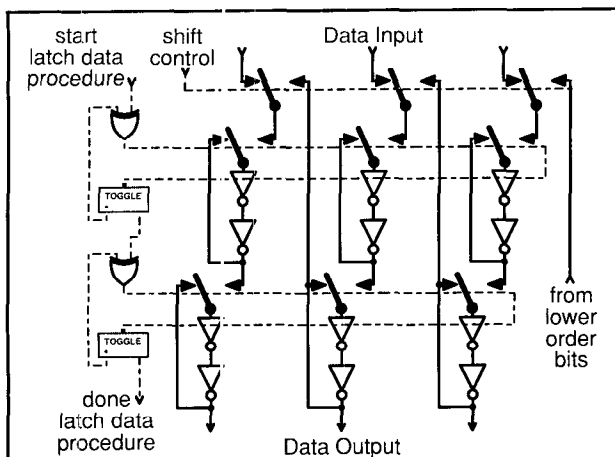 start
latch data
procedure
shift
control
Data Input
TOGGLE
TOGGLE
from
lower
order
bits
done
latch data
procedure
Data Output